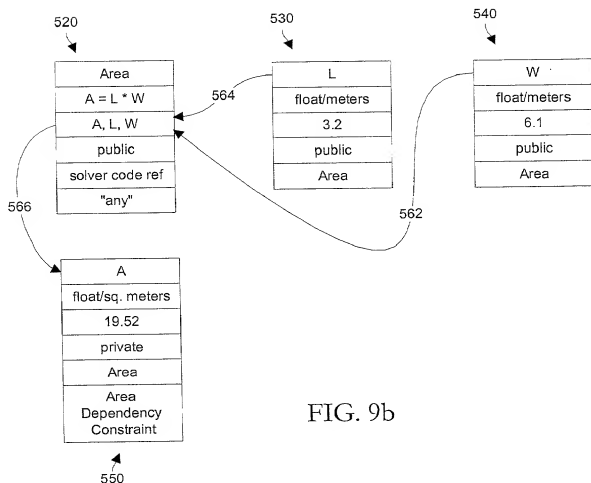 520
530
540
Area
A = L * W
A, L, W
public
solver code ref
"any"
L
float/meters
3.2
public
Area
W
float/meters
6.1
public
Area
564
562
566
A
float/sq. meters
19.52
private
Area
Area
Dependency
Constraint
550
FIG. 9b